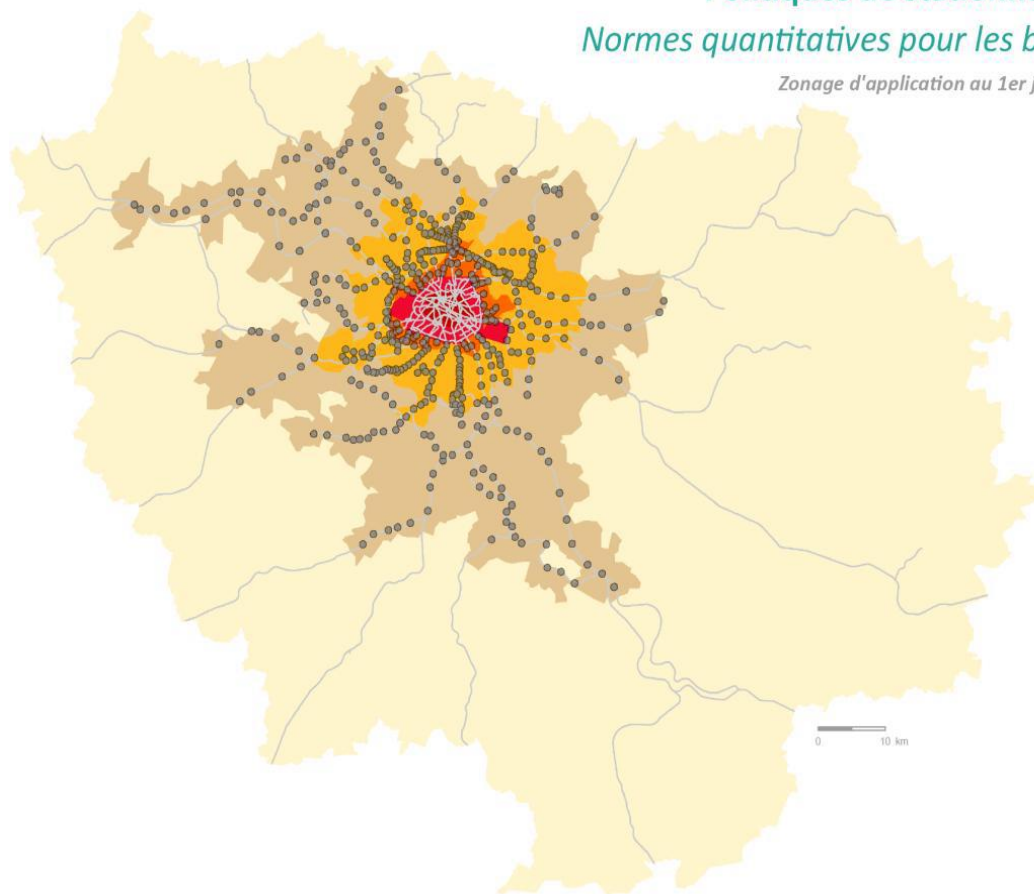 Normes quantitatives pour les b
Zonage d'application au 1er j
0 10 km